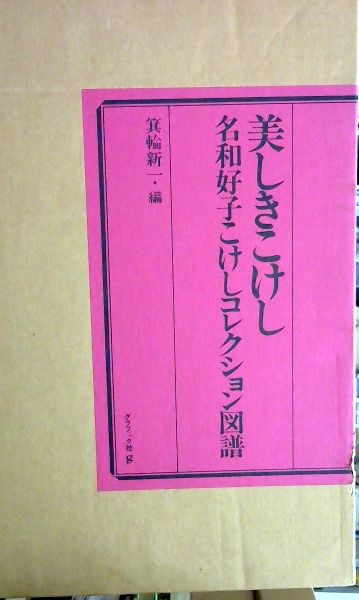 美しきこけし
名和好子こけしコレクション図譜
箕輪新一・編
グラフィック社 g